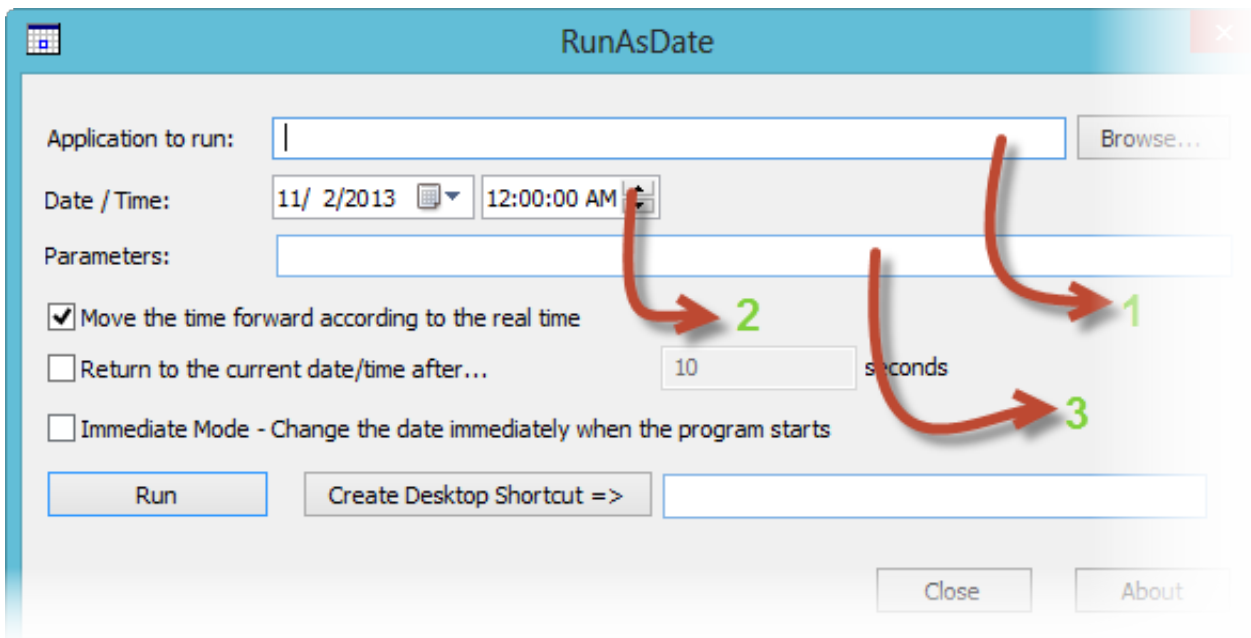 RunAsDate
Application to run: Browse...
Date / Time: 11/ 2/2013 12:00:00 AM
Parameters:
1
Move the time forward according to the real time 2
Return to the current date/time after... 10 seconds
3
Immediate Mode - Change the date immediately when the program starts
Run Create Desktop Shortcut =>
Close About